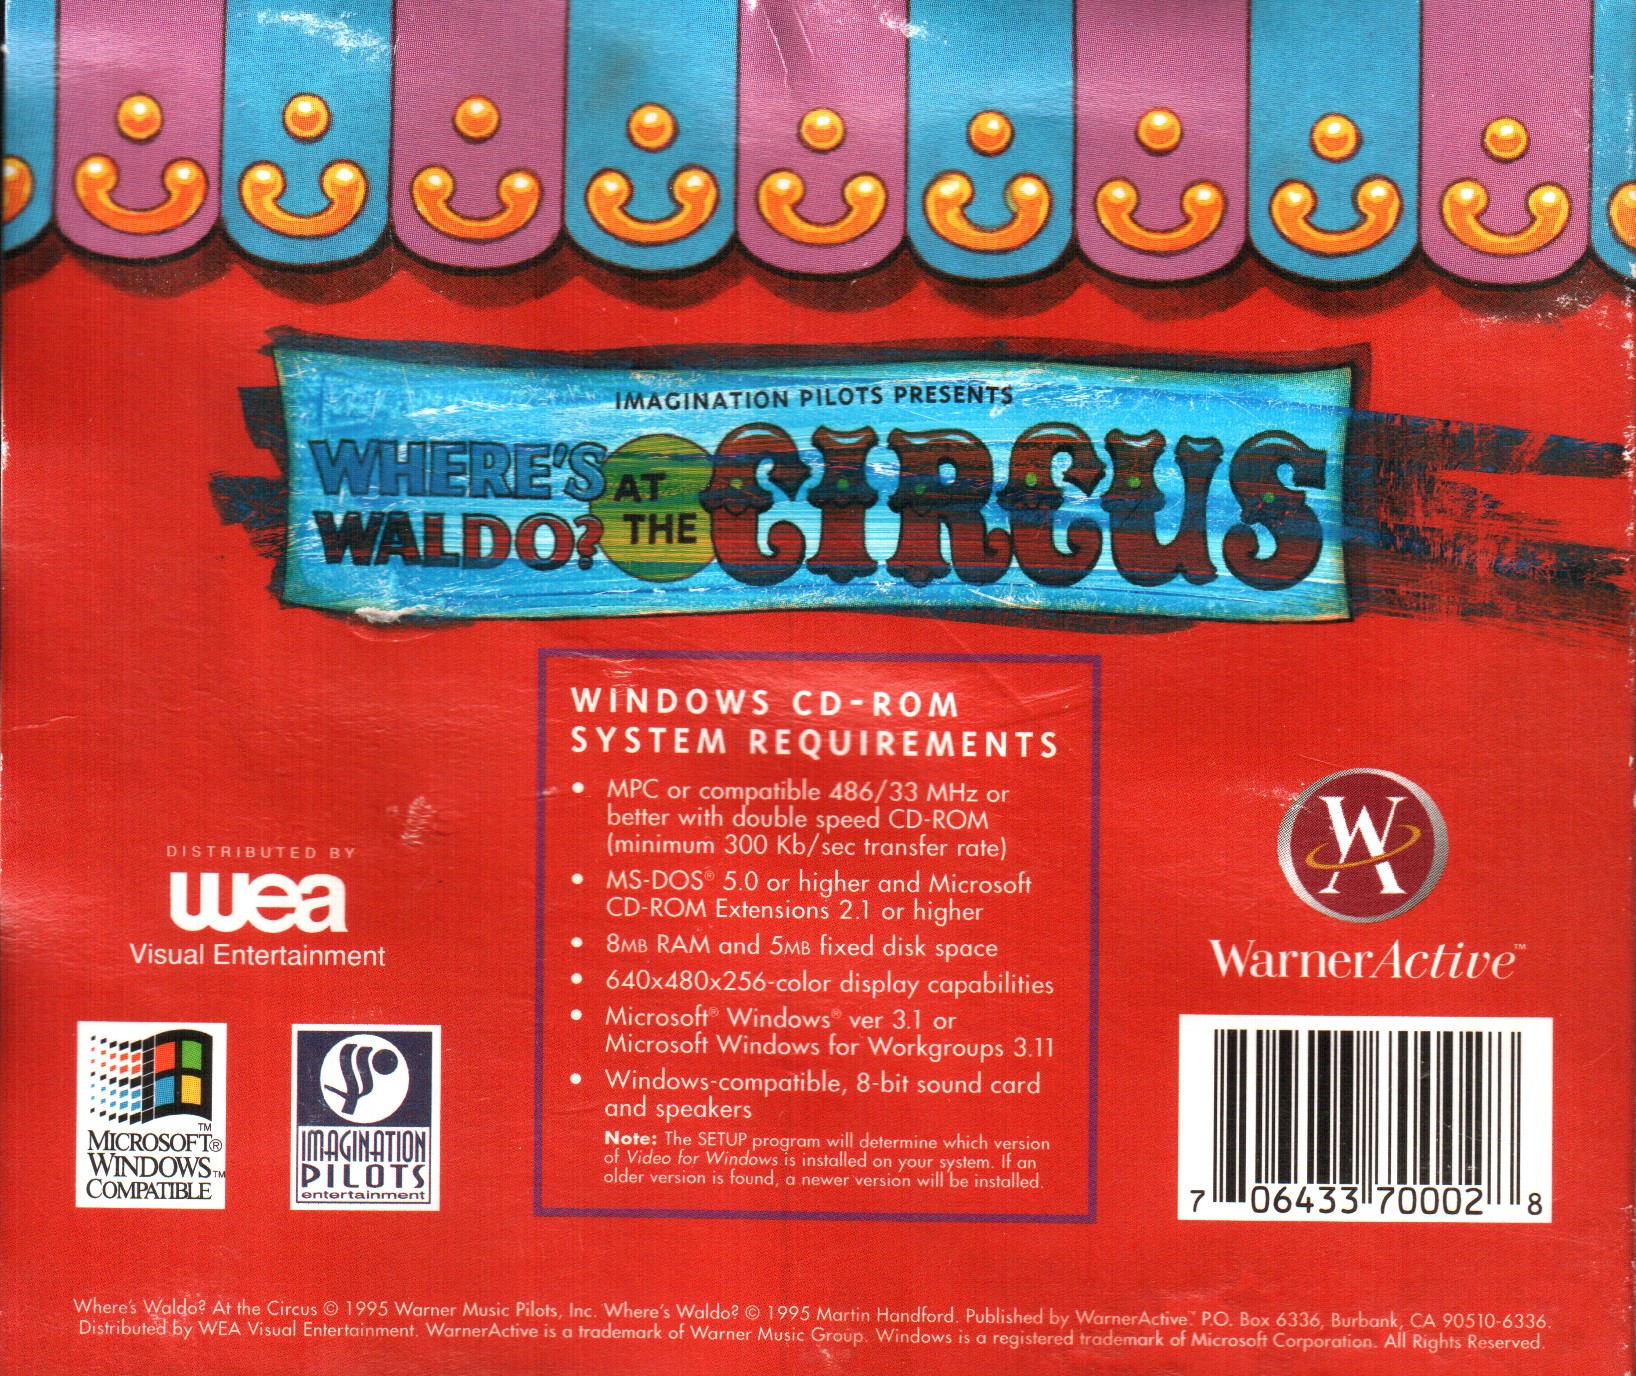 IMAGINATION PILOTS PRESENTS
WHERE'S
WALDO?
AT
THE
CIRCUS
WINDOWS CD-ROM
SYSTEM REQUIREMENTS
• MPC or compatible 486/33 MHz or
better with double speed CD-ROM
(minimum 300 Kb/sec transfer rate)
• MS-DOS® 5.0 or higher and Microsoft
CD-ROM Extensions 2.1 or higher
• 8MB RAM and 5MB fixed disk space
• 640x480x256-color display capabilities
• Microsoft® Windows® ver 3.1 or
Microsoft Windows for Workgroups 3.11
• Windows-compatible, 8-bit sound card
and speakers
Note: The SETUP program will determine which version
of Video for Windows is installed on your system. If an
older version is found, a newer version will be installed.
DISTRIBUTED BY
wea
Visual Entertainment
TM
MICROSOFT®
WINDOWS™
COMPATIBLE
IMAGINATION
PILOTS
entertainment
WA
WarnerActive™
7 06433 70002 8
Where's Waldo? At the Circus © 1995 Warner Music Pilots, Inc. Where's Waldo? © 1995 Martin Handford. Published by WarnerActive™ P.O. Box 6336, Burbank, CA 90510-6336.
Distributed by WEA Visual Entertainment. WarnerActive is a trademark of Warner Music Group. Windows is a registered trademark of Microsoft Corporation. All Rights Reserved.